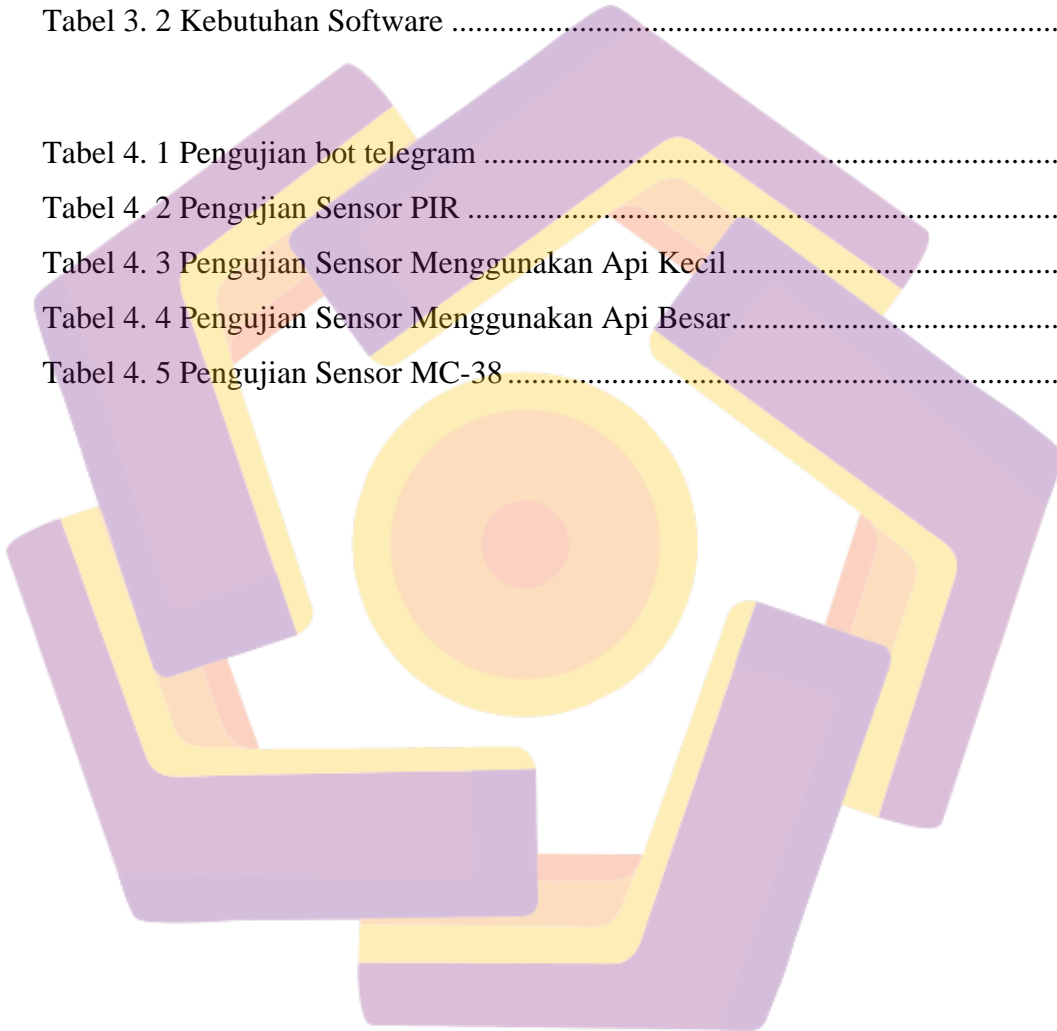 Tabel 3. 2 Kebutuhan Software ............................................................................
Tabel 4. 1 Pengujian bot telegram ........................................................................
Tabel 4. 2 Pengujian Sensor PIR ..........................................................................
Tabel 4. 3 Pengujian Sensor Menggunakan Api Kecil .........................................
Tabel 4. 4 Pengujian Sensor Menggunakan Api Besar.........................................
Tabel 4. 5 Pengujian Sensor MC-38 .....................................................................